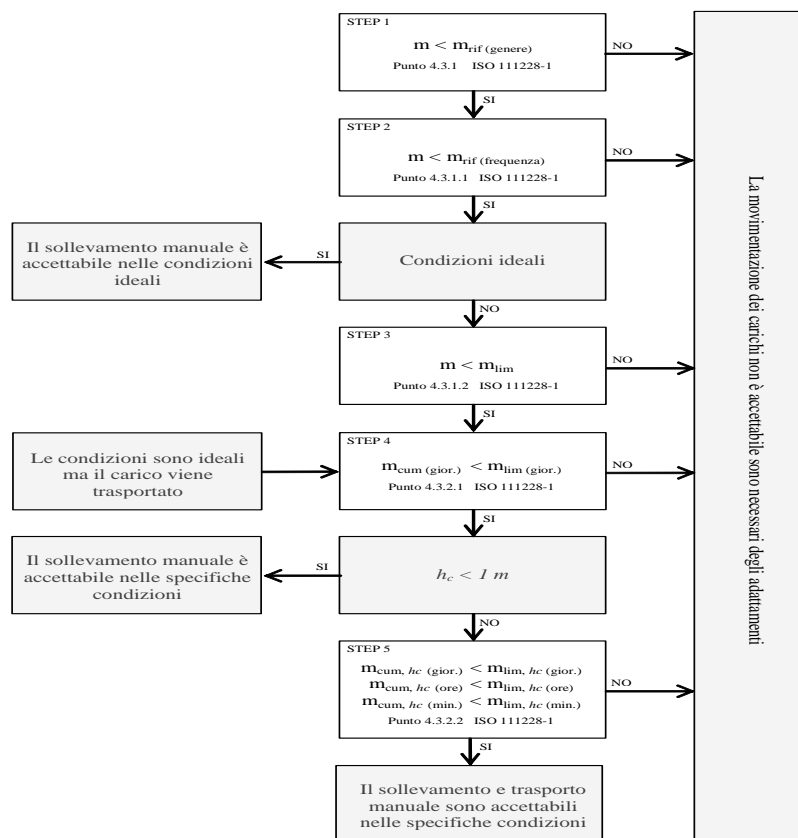 STEP 1
m < mrif (genere)
Punto 4.3.1 ISO 111228-1
NO
SI
STEP 2
m < mrif (frequenza)
Punto 4.3.1.1 ISO 111228-1
NO
SI
Il sollevamento manuale è
accettabile nelle condizioni
ideali
SI
Condizioni ideali
NO
STEP 3
m < mlim
Punto 4.3.1.2 ISO 111228-1
NO
SI
Le condizioni sono ideali
ma il carico viene
trasportato
STEP 4
mcum (gior.) < mlim (gior.)
Punto 4.3.2.1 ISO 111228-1
NO
SI
Il sollevamento manuale è
accettabile nelle specifiche
condizioni
SI
hc < 1 m
NO
STEP 5
mcum, hc (gior.) < mlim, hc (gior.)
mcum, hc (ore) < mlim, hc (ore)
mcum, hc (min.) < mlim, hc (min.)
Punto 4.3.2.2 ISO 111228-1
NO
SI
Il sollevamento e trasporto
manuale sono accettabili
nelle specifiche condizioni
La movimentazione dei carichi non è accettabile sono necessari degli adattamenti